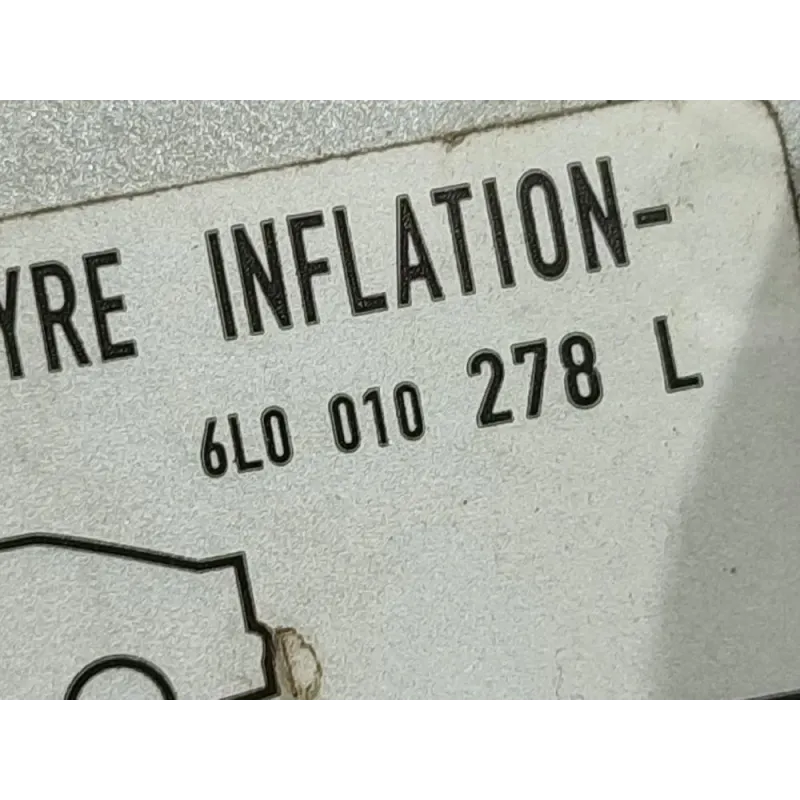 YRE INFLATION-
6L0 010 278 L